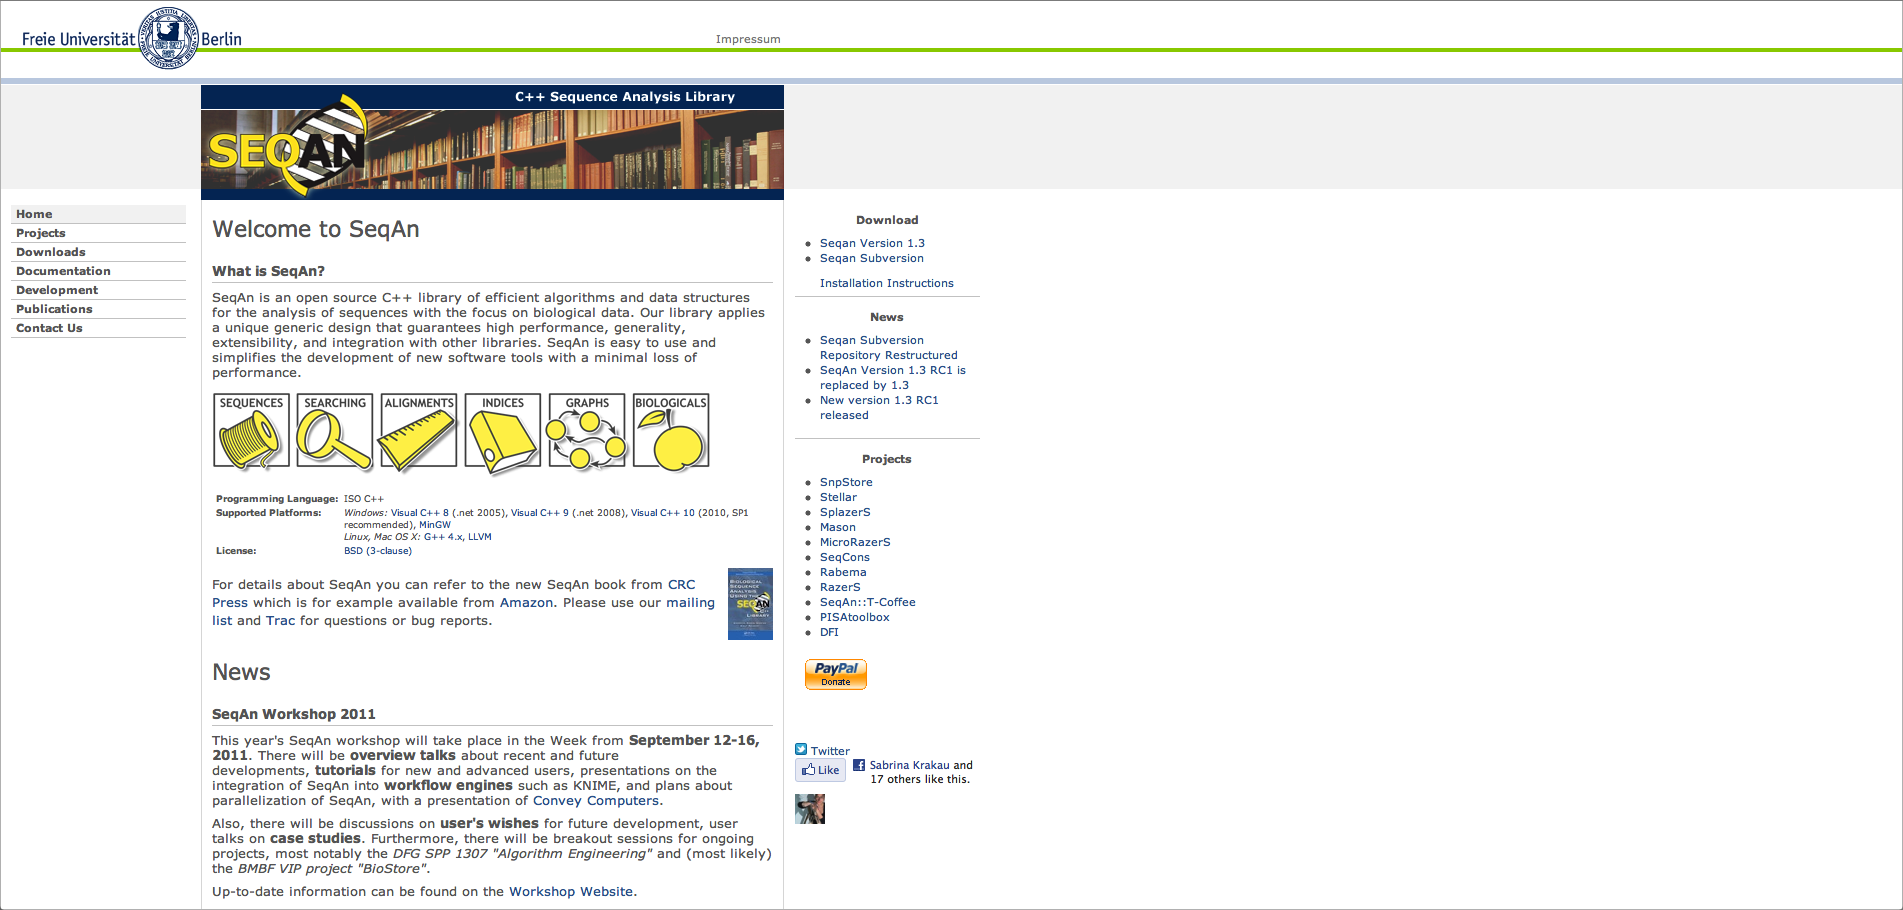 Freie Universität Berlin
Impressum
C++ Sequence Analysis Library
SEQAN
Home
Projects
Downloads
Documentation
Development
Publications
Contact Us
Welcome to SeqAn
What is SeqAn?
SeqAn is an open source C++ library of efficient algorithms and data structures
for the analysis of sequences with the focus on biological data. Our library applies
a unique generic design that guarantees high performance, generality,
extensibility, and integration with other libraries. SeqAn is easy to use and
simplifies the development of new software tools with a minimal loss of
performance.
SEQUENCES SEARCHING ALIGNMENTS INDICES GRAPHS BIOLOGICALS
Programming Language: ISO C++
Supported Platforms: Windows: Visual C++ 8 (.net 2005), Visual C++ 9 (.net 2008), Visual C++ 10 (2010, SP1
recommended), MinGW
Linux, Mac OS X: G++ 4.x, LLVM
License: BSD (3-clause)
For details about SeqAn you can refer to the new SeqAn book from CRC
Press which is for example available from Amazon. Please use our mailing
list and Trac for questions or bug reports.
BIOLOGICAL
SEQUENCE
ANALYSIS
USING THE
SEQAN
LIBRARY
News
SeqAn Workshop 2011
This year's SeqAn workshop will take place in the Week from September 12-16,
2011. There will be overview talks about recent and future
developments, tutorials for new and advanced users, presentations on the
integration of SeqAn into workflow engines such as KNIME, and plans about
parallelization of SeqAn, with a presentation of Convey Computers.
Also, there will be discussions on user's wishes for future development, user
talks on case studies. Furthermore, there will be breakout sessions for ongoing
projects, most notably the DFG SPP 1307 "Algorithm Engineering" and (most likely)
the BMBF VIP project "BioStore".
Up-to-date information can be found on the Workshop Website.
Download
Seqan Version 1.3
Seqan Subversion
Installation Instructions
News
Seqan Subversion
Repository Restructured
SeqAn Version 1.3 RC1 is
replaced by 1.3
New version 1.3 RC1
released
Projects
SnpStore
Stellar
SplazerS
Mason
MicroRazerS
SeqCons
Rabema
RazerS
SeqAn::T-Coffee
PISAtoolbox
DFI
PayPal
Donate
Twitter
Like Sabrina Krakau and
17 others like this.